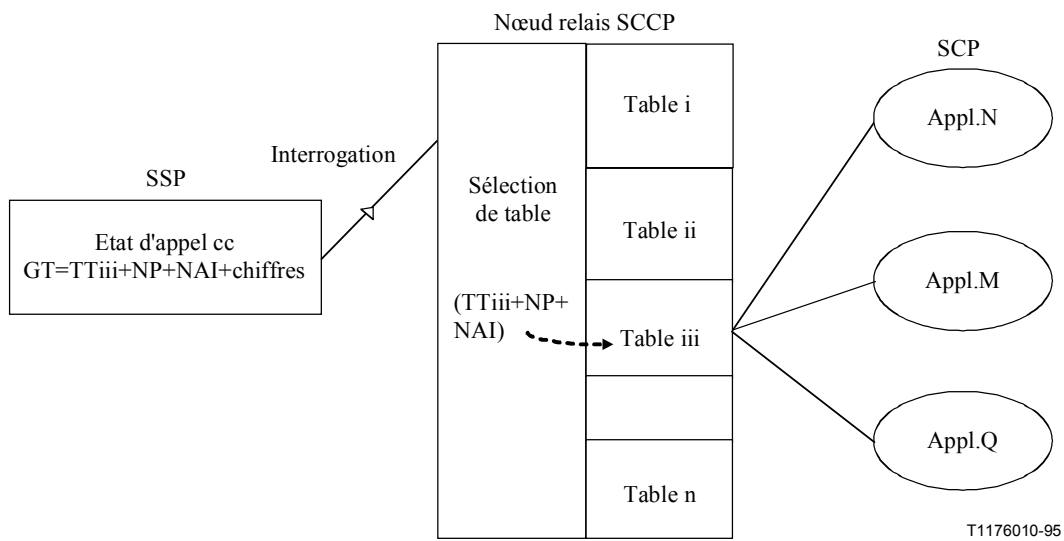 Nœud relais SCCP
SCP
SSP
Interrogation
Etat d'appel cc
GT=TTiii+NP+NAI+chiffres
Sélection
de table
(TTiii+NP+
NAI)
Table i
Table ii
Table iii
Table n
Appl.N
Appl.M
Appl.Q
T1176010-95